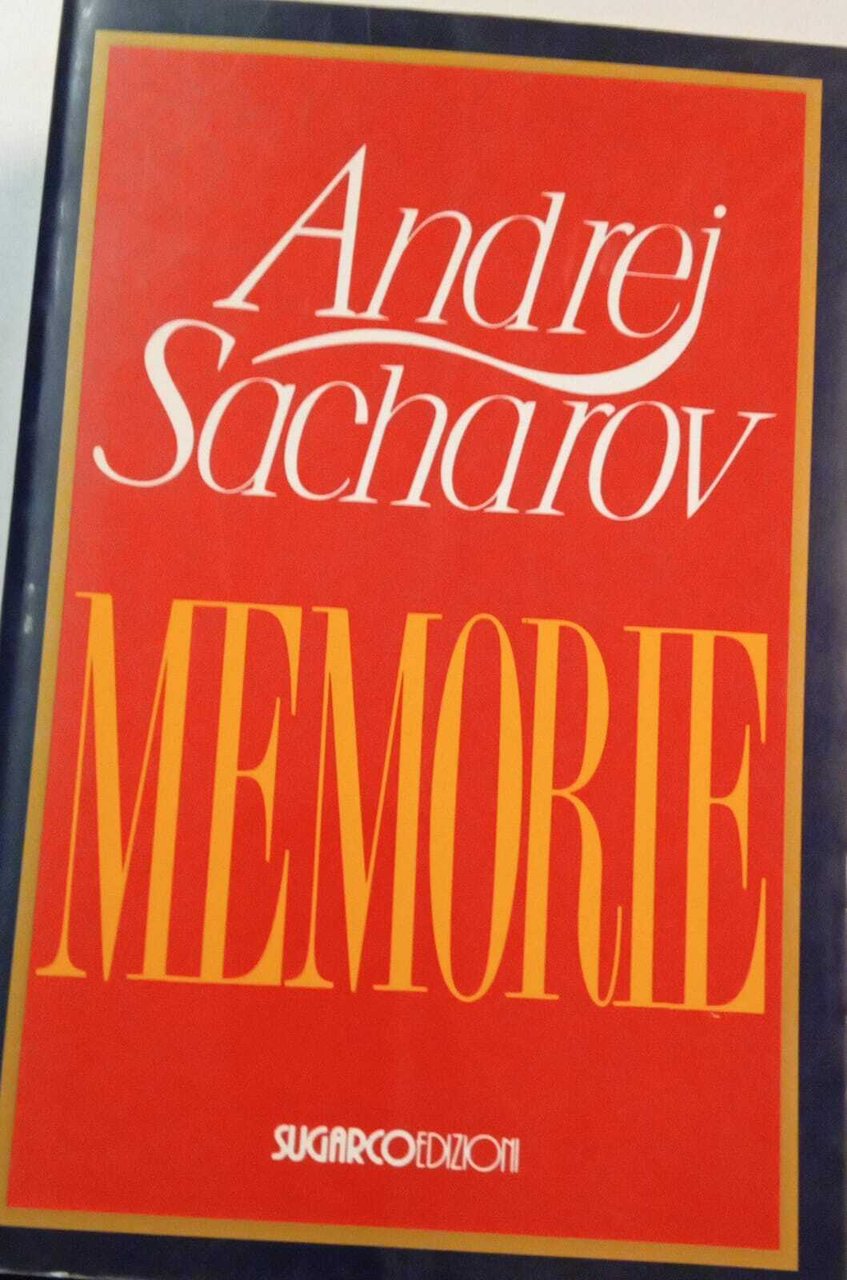 Andrej
Sacharov
MEMORIE
SUGARCOEDIZIONI